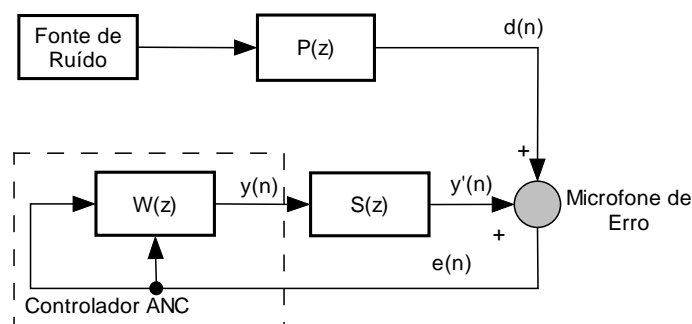 Fonte de
Ruído
P(z)
d(n)
+
W(z)
y(n)
S(z)
y'(n)
+
Microfone de
Erro
e(n)
Controlador ANC